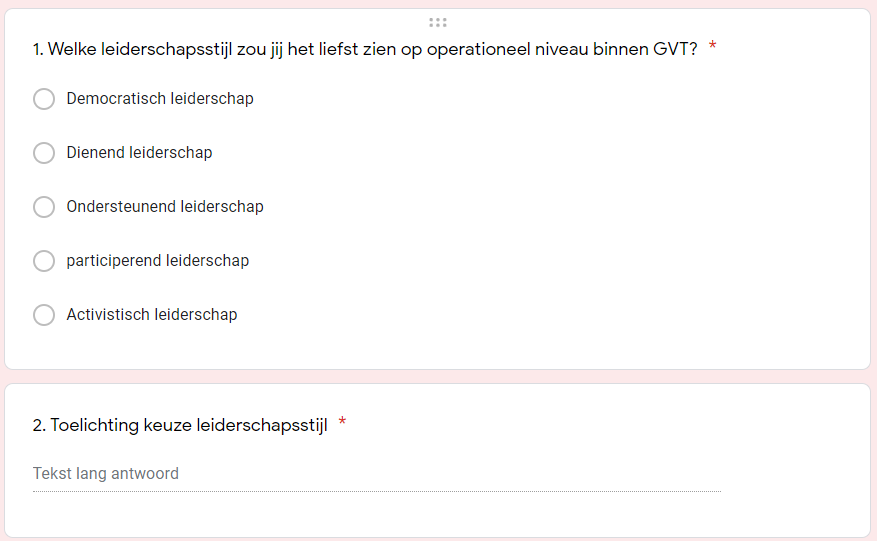 1. Welke leiderschapsstijl zou jij het liefst zien op operationeel niveau binnen GVT? *
Democratisch leiderschap
Dienend leiderschap
Ondersteunend leiderschap
participerend leiderschap
Activistisch leiderschap
2. Toelichting keuze leiderschapsstijl *
Tekst lang antwoord